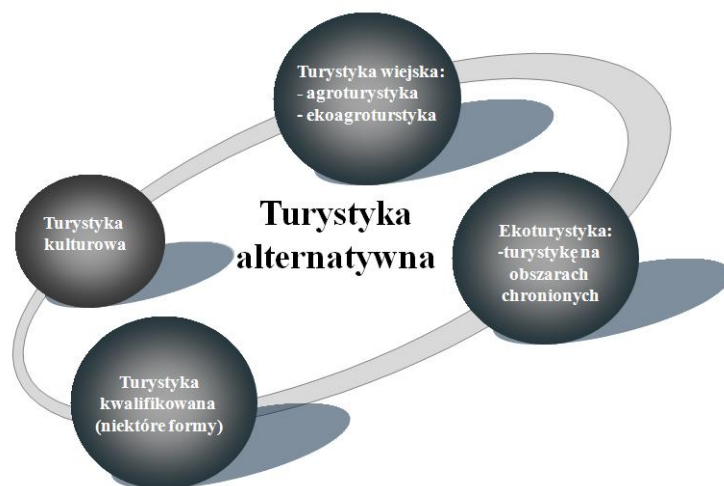 Turystyka wiejska:
- agroturystyka
- ekoagroturstyka
Turystyka
kulturowa
Turystyka
alternatywna
Ekoturystyka:
-turystykę na
obszarach
chronionych
Turystyka
kwalifikowana
(niektóre formy)